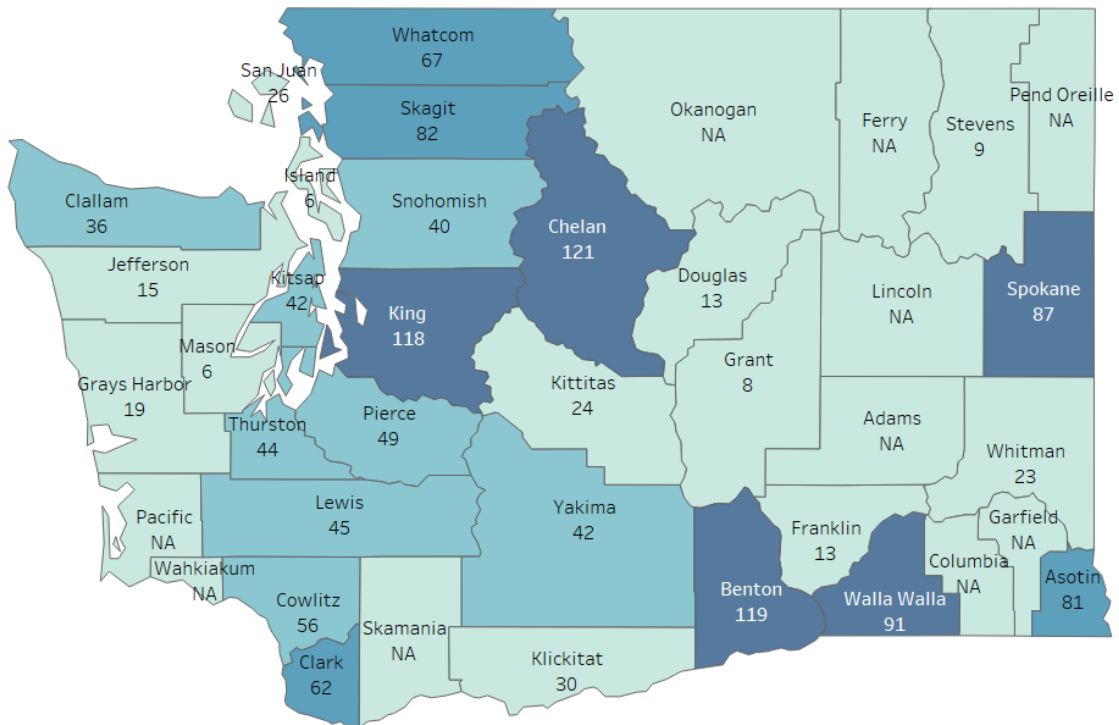 Whatcom
67
San Juan
26
Skagit
82
Okanogan
NA
Ferry
NA
Stevens
9
Pend Oreille
NA
Island
6
Clallam
36
Snohomish
40
Chelan
121
Jefferson
15
Kitsap
42
King
118
Douglas
13
Lincoln
NA
Spokane
87
Mason
6
Grays Harbor
19
Kittitas
24
Grant
8
Adams
NA
Thurston
44
Pierce
49
Whitman
23
Pacific
NA
Lewis
45
Yakima
42
Franklin
13
Garfield
NA
Wahkiakum
NA
Columbia
NA
Asotin
81
Cowlitz
56
Skamania
NA
Benton
119
Walla Walla
91
Clark
62
Klickitat
30